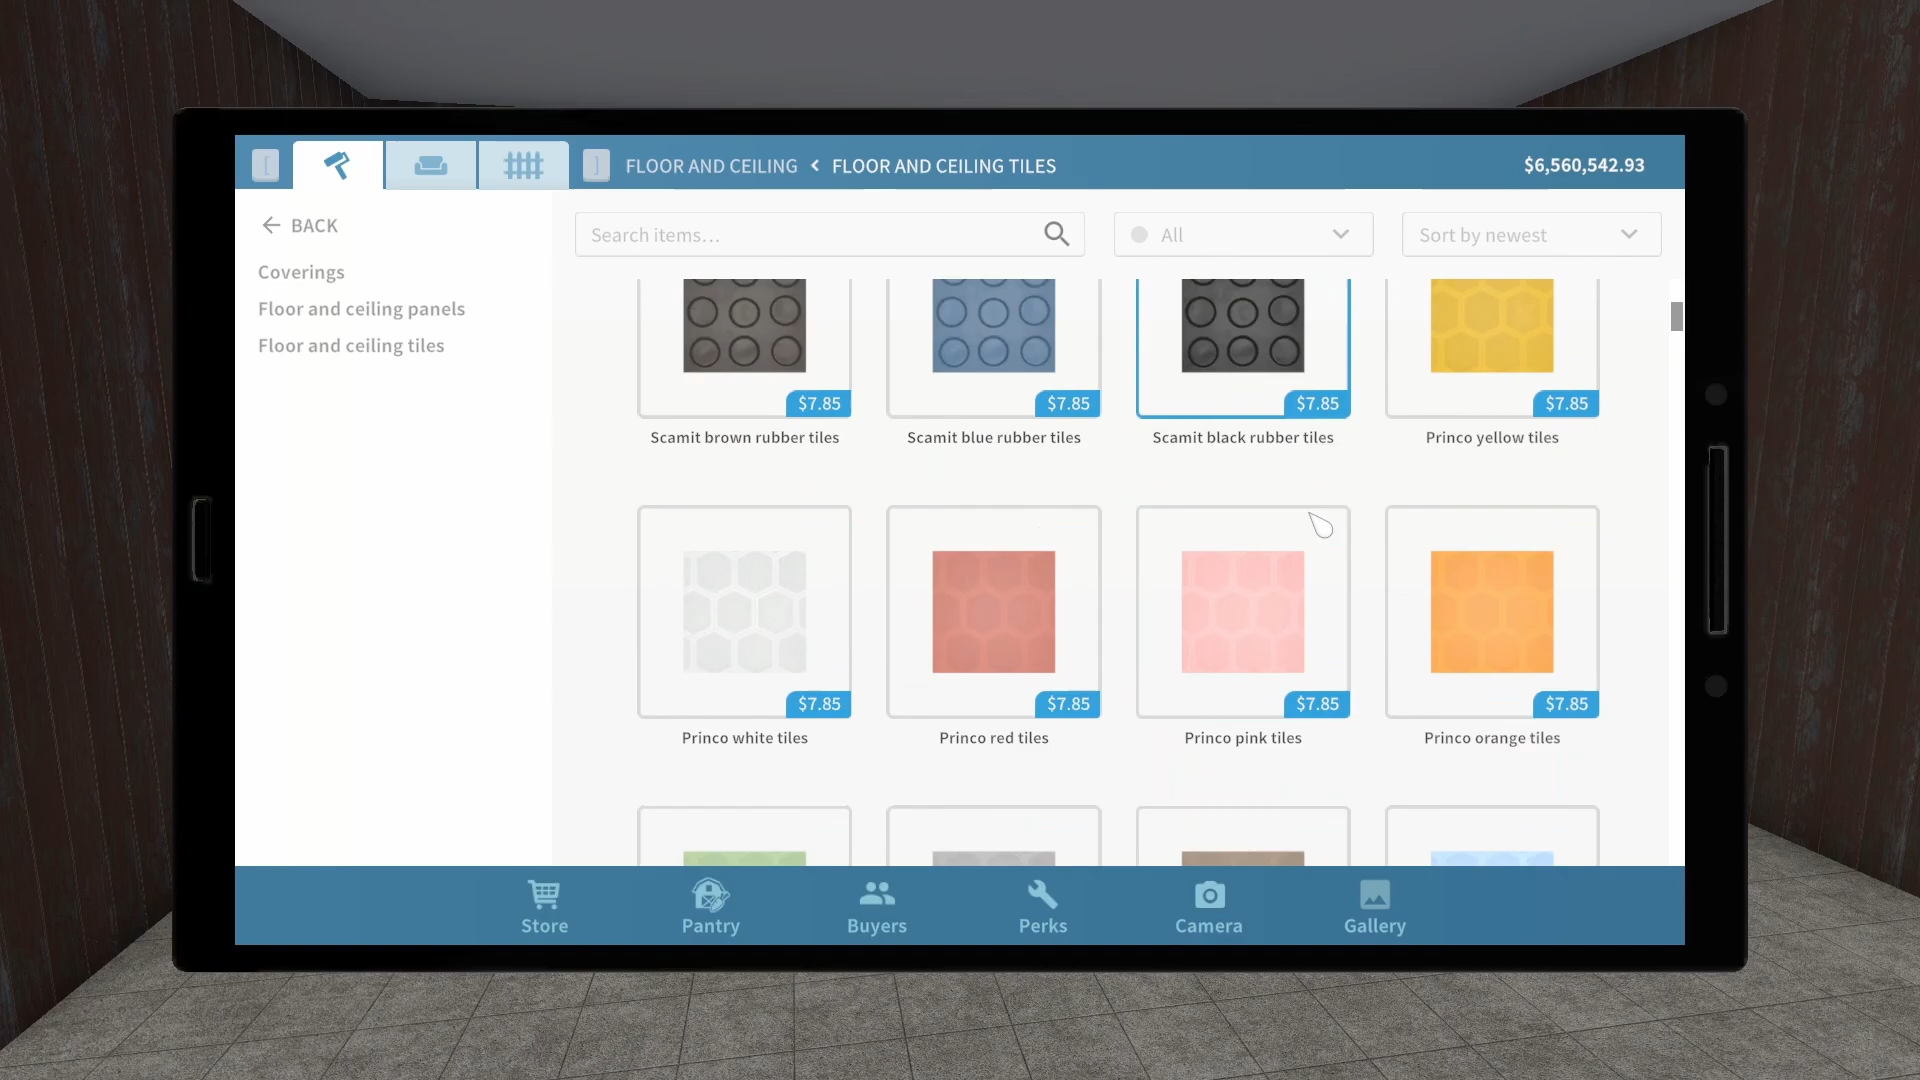 [
]
FLOOR AND CEILING < FLOOR AND CEILING TILES
$6,560,542.93
BACK
Coverings
Floor and ceiling panels
Floor and ceiling tiles
Search items...
All
Sort by newest
$7.85
$7.85
$7.85
$7.85
Scamit brown rubber tiles
Scamit blue rubber tiles
Scamit black rubber tiles
Princo yellow tiles
$7.85
$7.85
$7.85
$7.85
Princo white tiles
Princo red tiles
Princo pink tiles
Princo orange tiles
Store
Pantry
Buyers
Perks
Camera
Gallery